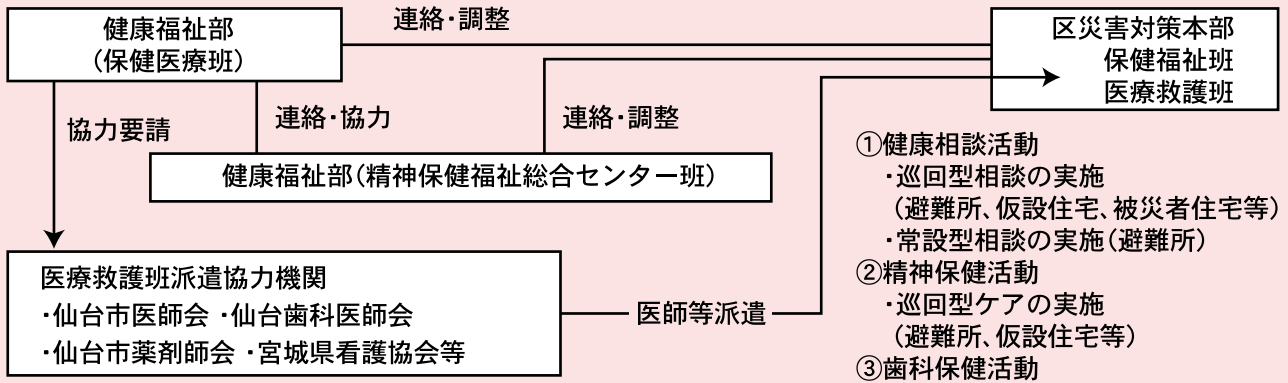 健康福祉部
（保健医療班）
連絡・調整
区災害対策本部
保健福祉班
医療救護班
協力要請
連絡・協力
連絡・調整
健康福祉部（精神保健福祉総合センター班）
医療救護班派遣協力機関
・仙台市医師会 ・仙台歯科医師会
・仙台市薬剤師会 ・宮城県看護協会等
医師等派遣
①健康相談活動
・巡回型相談の実施
（避難所、仮設住宅、被災者住宅等）
・常設型相談の実施（避難所）
②精神保健活動
・巡回型ケアの実施
（避難所、仮設住宅等）
③歯科保健活動